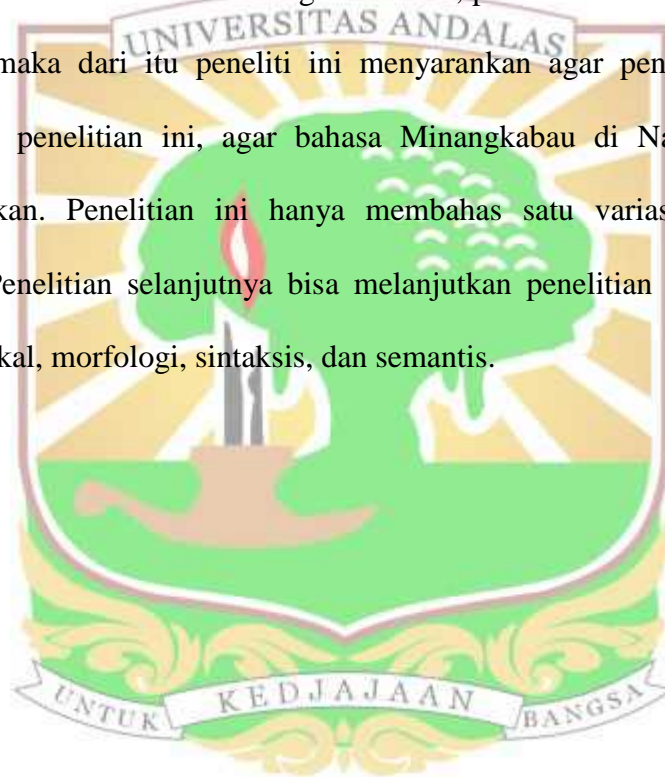 UNIVERSITAS ANDALAS
maka dari itu peneliti ini menyarankan agar pen
penelitian ini, agar bahasa Minangkabau di Na
kan. Penelitian ini hanya membahas satu varias
Penelitian selanjutnya bisa melanjutkan penelitian
kal, morfologi, sintaksis, dan semantis.
UNTUK KEDJAJAAN BANGSA